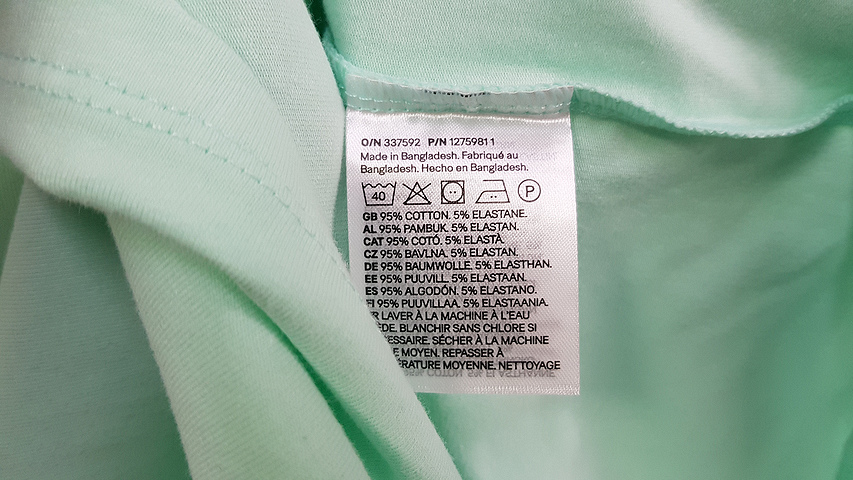 O/N 337592 P/N 1275981 1
Made in Bangladesh. Fabriqué au
Bangladesh. Hecho en Bangladesh.
40 P
GB 95% COTTON. 5% ELASTANE.
AL 95% PAMBUK. 5% ELASTAN.
CAT 95% COTÓ. 5% ELASTÀ.
CZ 95% BAVLNA. 5% ELASTAN.
DE 95% BAUMWOLLE. 5% ELASTHAN.
EE 95% PUUVILL. 5% ELASTAAN.
ES 95% ALGODÓN. 5% ELASTANO.
FI 95% PUUVILLAA. 5% ELASTAANIA.
LAVER À LA MACHINE À L'EAU
BLANCHIR SANS CHLORE SI
SÉCHER À LA MACHINE
MOYEN. REPASSER À
MOYENNE. NETTOYAGE